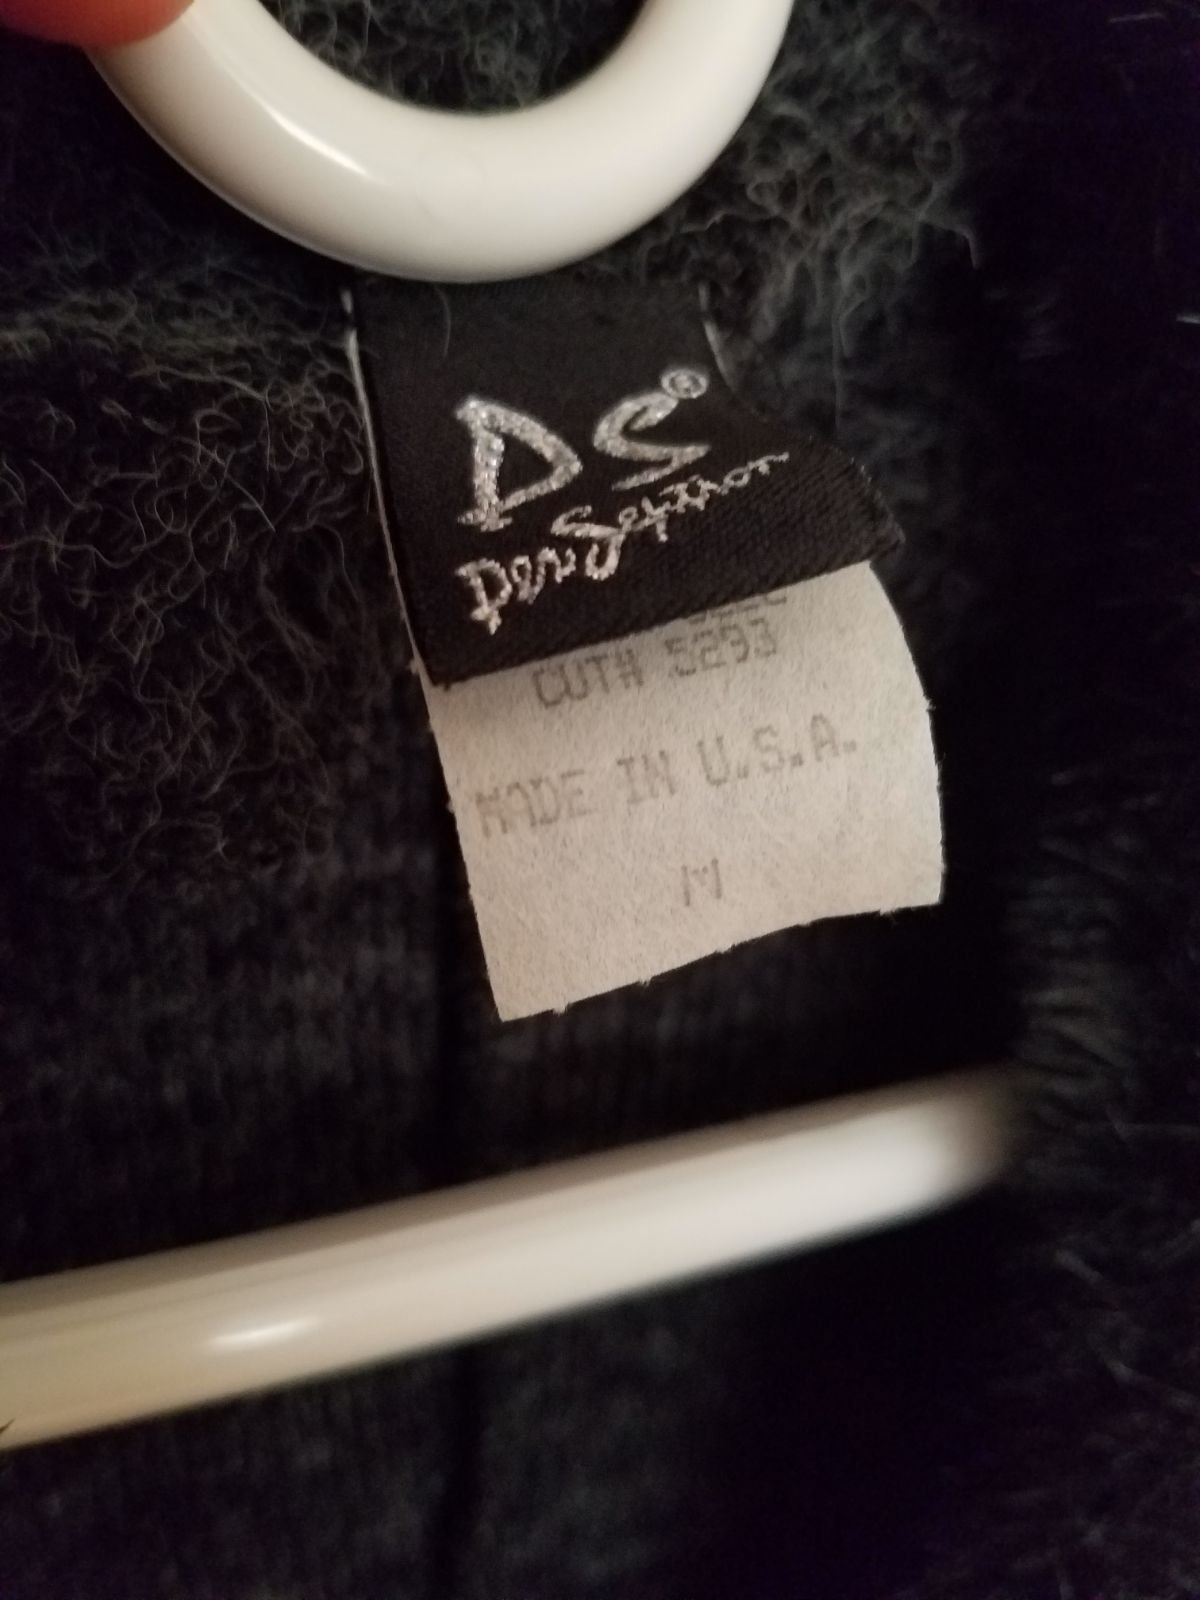 DS®
CUT# 5293
MADE IN U.S.A.
M